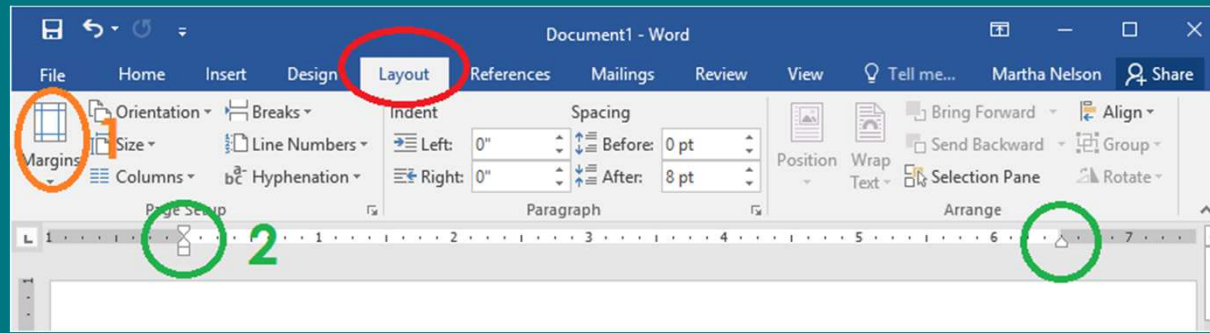 Document1 - Word
File Home Insert Design Layout References Mailings Review View Tell me... Martha Nelson Share
Margins 1 Orientation Breaks Indent Spacing Position Wrap Text Bring Forward Align
Size Line Numbers Left: 0" Before: 0 pt Send Backward Group
Columns bc Hyphenation Right: 0" After: 8 pt Selection Pane Rotate
Page Setup Paragraph Arrange
L 1 2 1 2 3 4 5 6 7
1